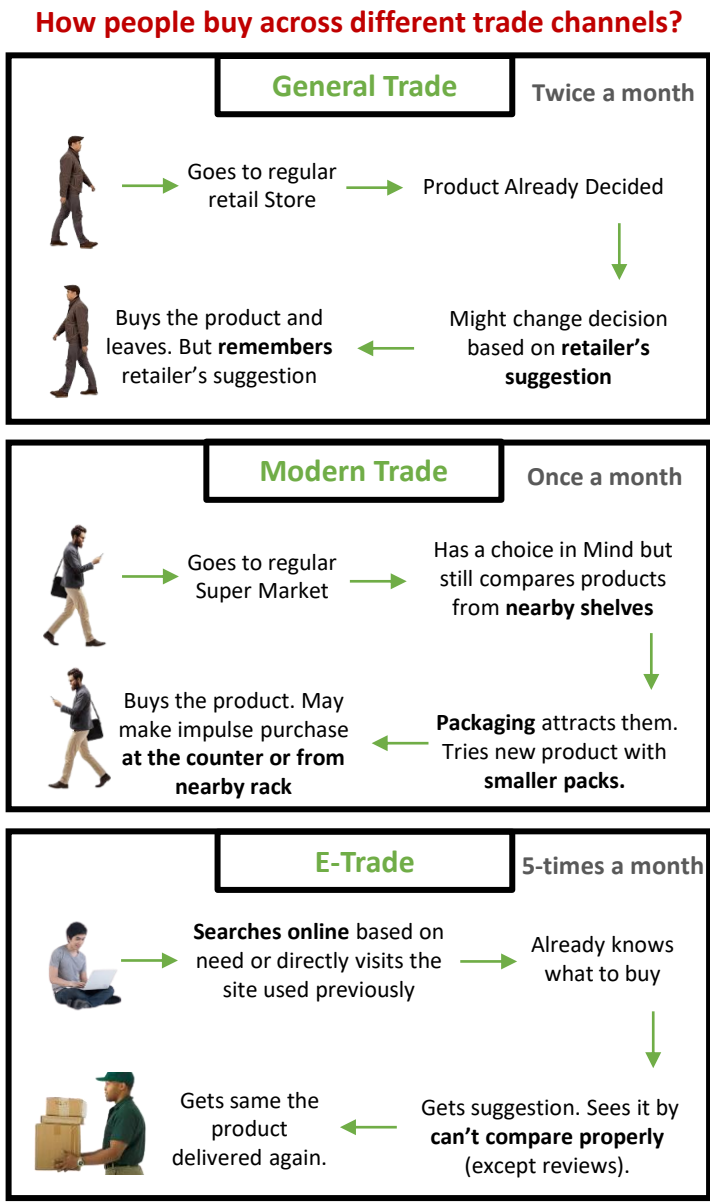 How people buy across different trade channels?
General Trade
Twice a month
Goes to regular
retail Store
Product Already Decided
Might change decision
based on retailer's
suggestion
Buys the product and
leaves. But remembers
retailer's suggestion
Modern Trade
Once a month
Goes to regular
Super Market
Has a choice in Mind but
still compares products
from nearby shelves
Packaging attracts them.
Tries new product with
smaller packs.
Buys the product. May
make impulse purchase
at the counter or from
nearby rack
E-Trade
5-times a month
Searches online based on
need or directly visits the
site used previously
Already knows
what to buy
Gets suggestion. Sees it by
can't compare properly
(except reviews).
Gets same the
product
delivered again.